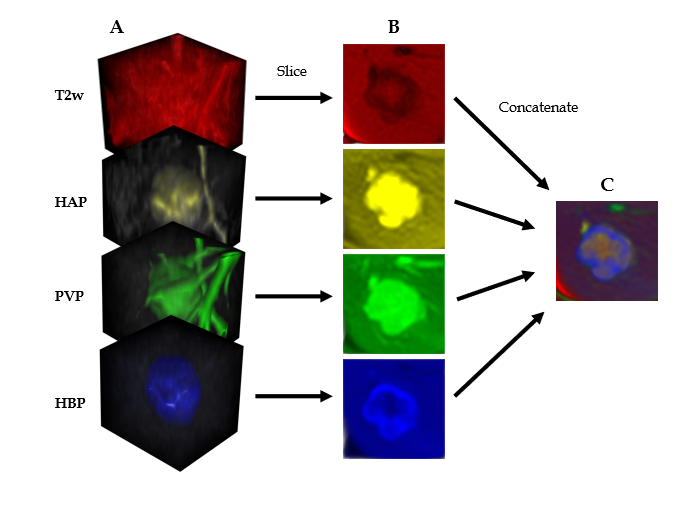 A
B
T2w
Slice
Concatenate
HAP
C
PVP
HBP